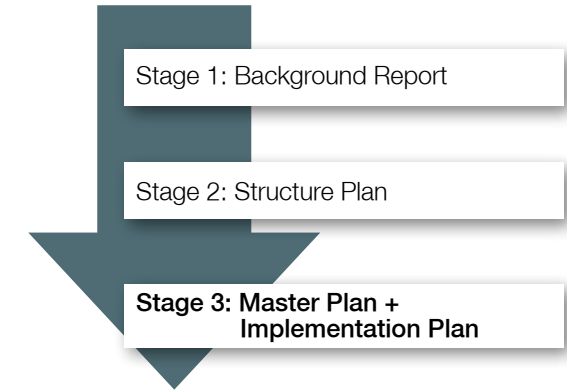 Stage 1: Background Report
Stage 2: Structure Plan
Stage 3: Master Plan +
Implementation Plan